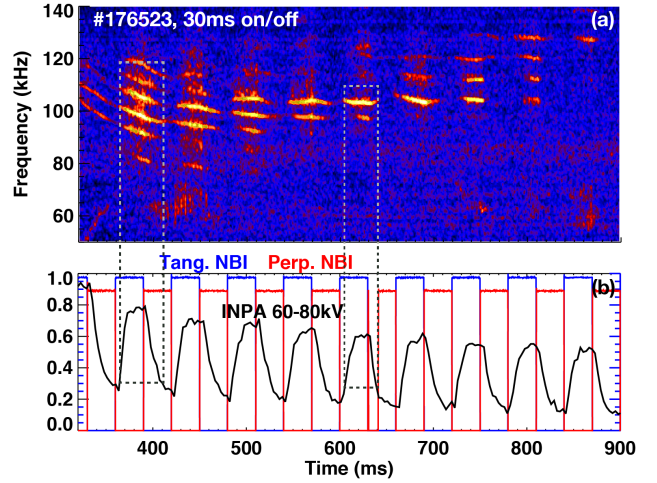 #176523, 30ms on/off (a)
140
120
100
80
60
Frequency (kHz)
Tang. NBI Perp. NBI
(b)
INPA 60-80kV
1.0
0.8
0.6
0.4
0.2
0.0
400 500 600 700 800 900
Time (ms)